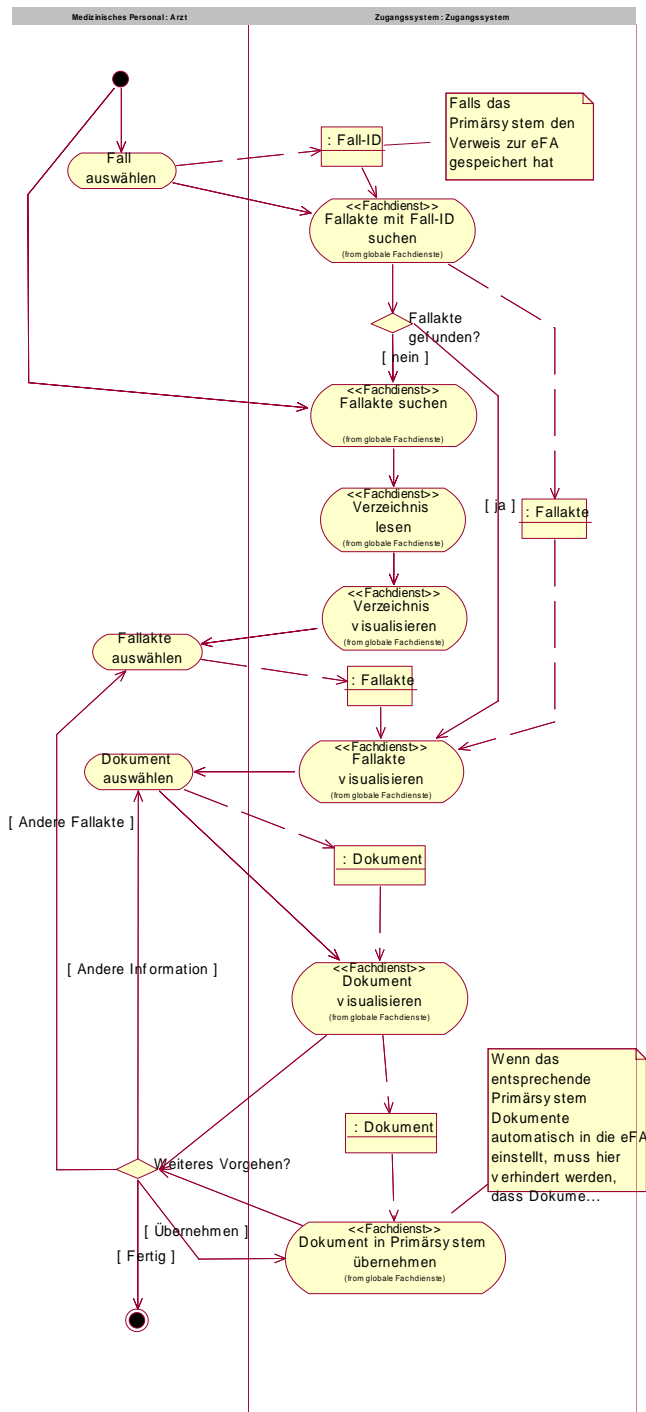 Medizinisches Personal : Arzt
Zugangssystem : Zugangssystem
Falls das
Primärsystem den
Verweis zur eFA
gespeichert hat
: Fall-ID
Fall
auswählen
<<Fachdienst>>
Fallakte mit Fall-ID
suchen
(from globale Fachdienste)
Fallakte
gefunden?
[ nein ]
<<Fachdienst>>
Fallakte suchen
(from globale Fachdienste)
[ ja ]
: Fallakte
<<Fachdienst>>
Verzeichnis
lesen
(from globale Fachdienste)
<<Fachdienst>>
Verzeichnis
visualisieren
(from globale Fachdienste)
Fallakte
auswählen
: Fallakte
<<Fachdienst>>
Fallakte
visualisieren
(from globale Fachdienste)
Dokument
auswählen
[ Andere Fallakte ]
: Dokument
[ Andere Information ]
<<Fachdienst>>
Dokument
visualisieren
(from globale Fachdienste)
Wenn das
entsprechende
Primärsystem
Dokumente
automatisch in die eFA
einstellt, muss hier
verhindert werden,
dass Dokume...
: Dokument
Weiteres Vorgehen?
[ Übernehmen ]
[ Fertig ]
<<Fachdienst>>
Dokument in Primärsystem
übernehmen
(from globale Fachdienste)